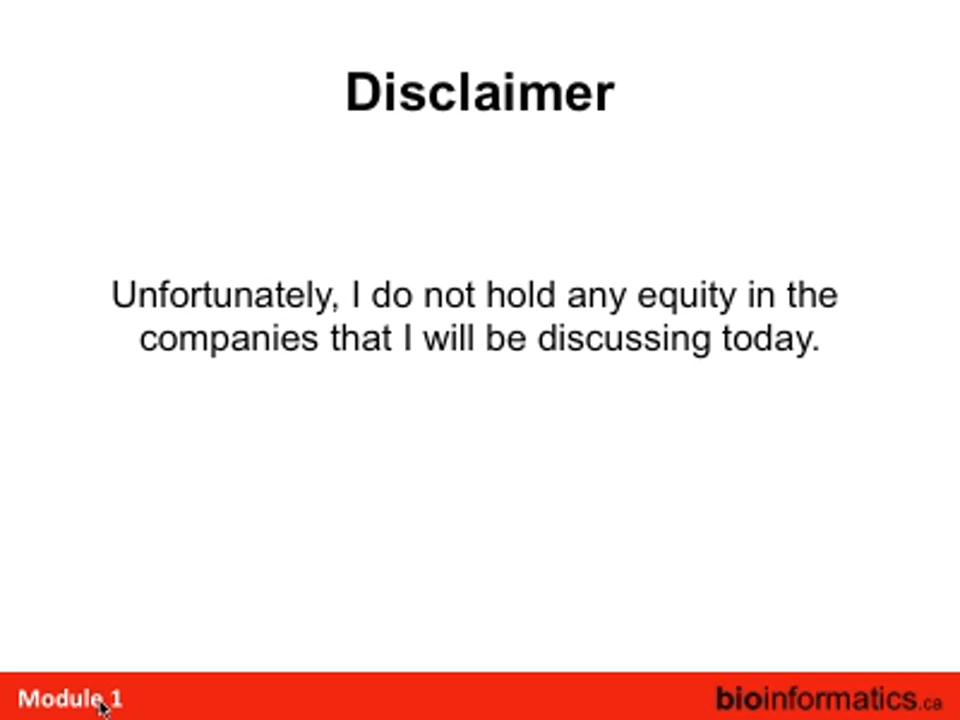 Disclaimer
Unfortunately, I do not hold any equity in the
companies that I will be discussing today.
Module 1
bioinformatics.ca